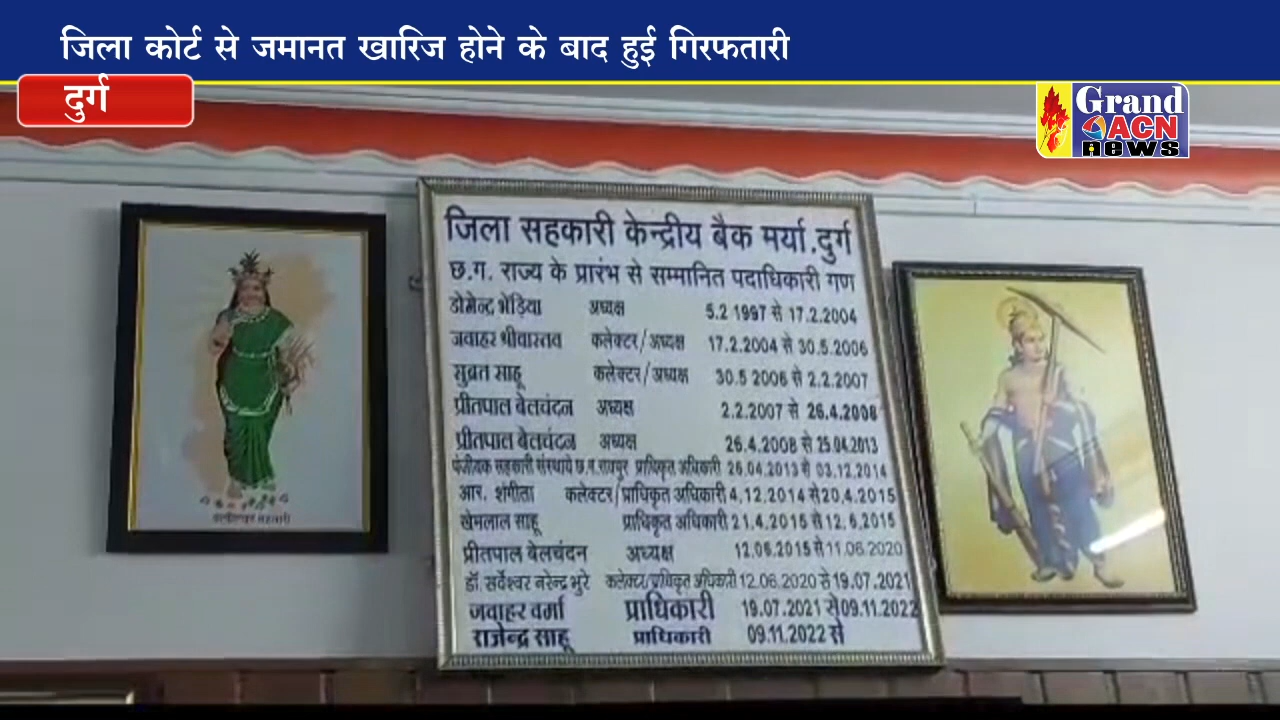 जिला कोर्ट से जमानत खारिज होने के बाद हुई गिरफतारी
दुर्ग
Grand
ACN
news
जिला सहकारी केन्द्रीय बैक मर्या.दुर्ग
छ.ग. राज्य के प्रारंभ से सम्मानित पदाधिकारी गण
डोमेन्द्र भेड़िया अध्यक्ष 5.2 1997 से 17.2.2004
जवाहर श्रीवास्तव कलेक्टर/अध्यक्ष 17.2.2004 से 30.5.2006
सुब्रत साहू कलेक्टर/अध्यक्ष 30.5 2006 से 2.2.2007
प्रीतपाल बेलचंदन अध्यक्ष 2.2.2007 से 26.4.2008
प्रीतपाल बेलचंदन अध्यक्ष 26.4.2008 से 25.04.2013
पंजीयक सहकारी संस्थाये छ.ग.रायपुर प्राधिकृत अधिकारी 26.04.2013 से 03.12.2014
आर. शंगीता कलेक्टर/प्राधिकृत अधिकारी 4.12.2014 से 20.4.2015
खेमलाल साहू प्राधिकृत अधिकारी 21.4.2015 से 12.6.2015
प्रीतपाल बेलचंदन अध्यक्ष 12.06.2015 से 11.06.2020
डॉ. सर्वेश्वर नरेन्द्र भुरे कलेक्टर/प्राधिकृत अधिकारी 12.06.2020 से 19.07.2021
जवाहर वर्मा प्राधिकारी 19.07.2021 से 09.11.2022
राजेन्द्र साहू प्राधिकारी 09.11.2022 से